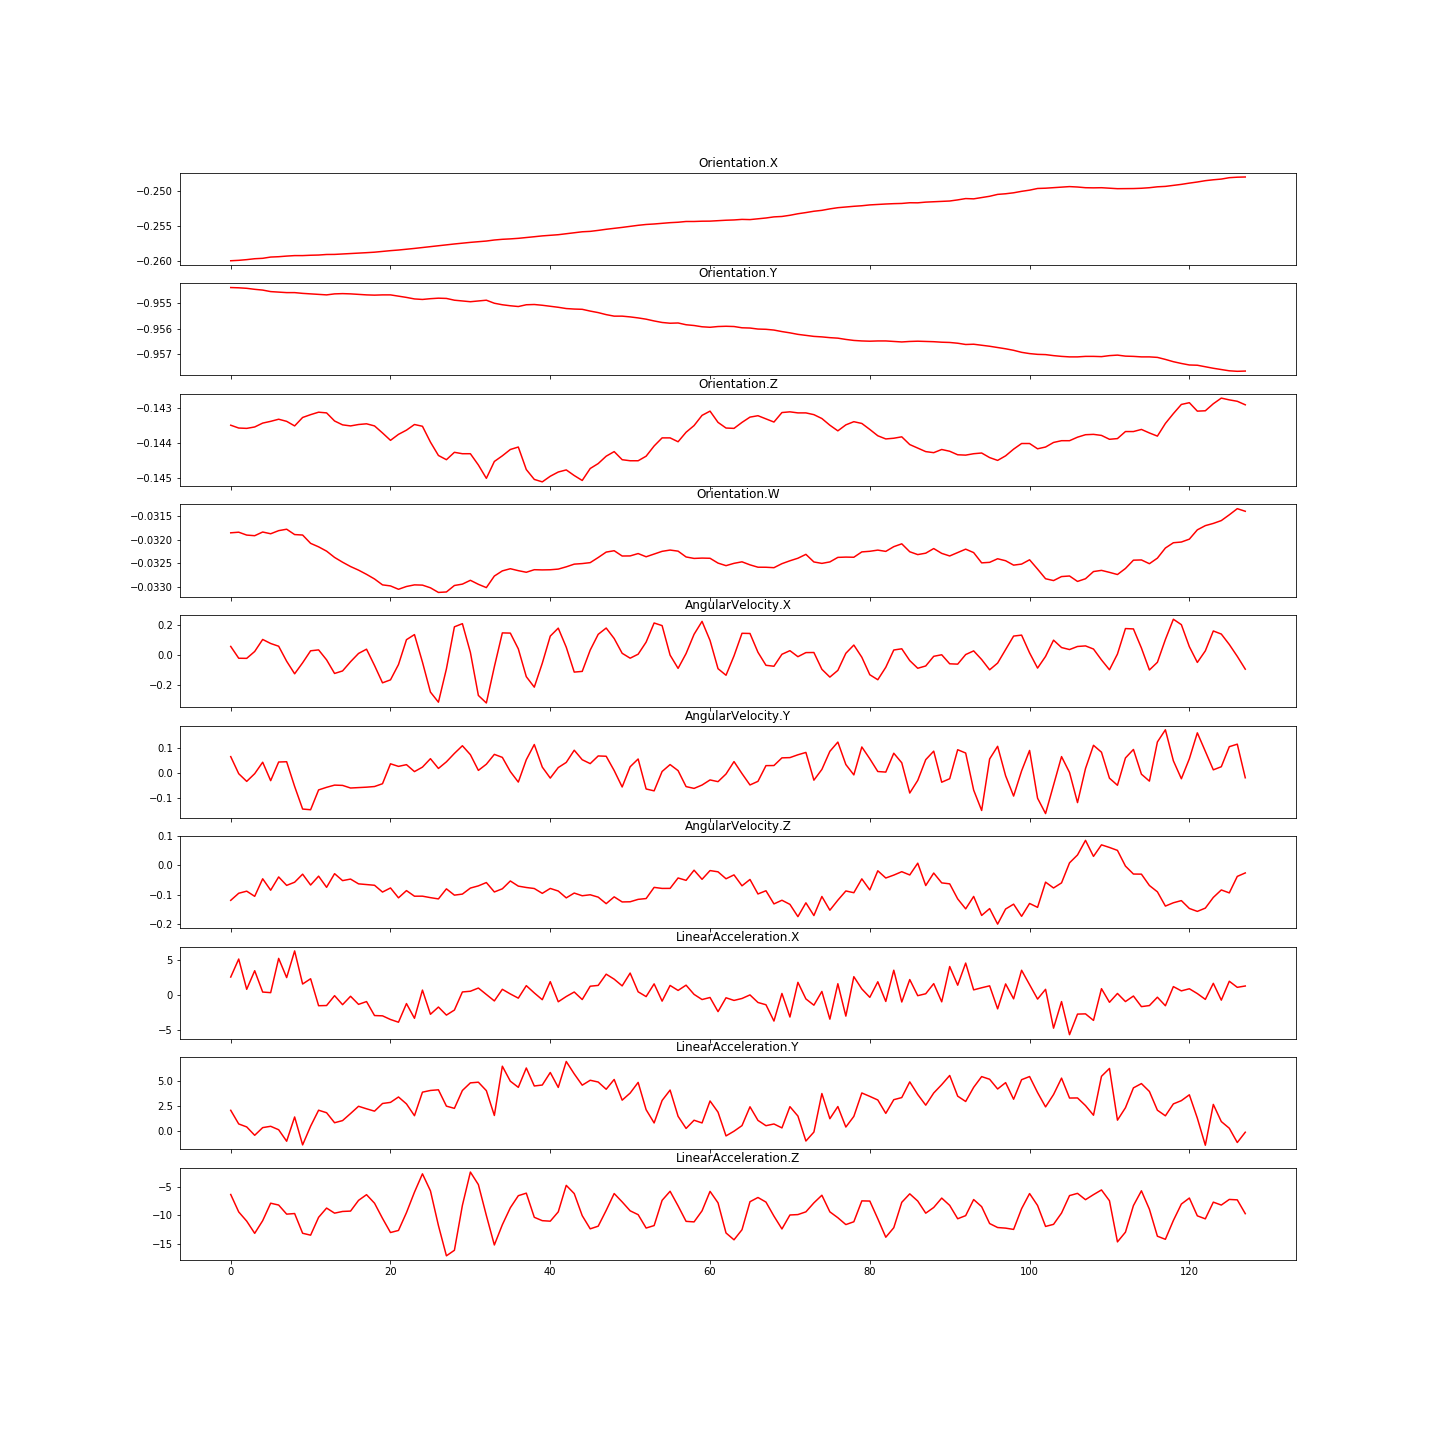 Orientation.X
−0.250
−0.255
−0.260
Orientation.Y
−0.955
−0.956
−0.957
Orientation.Z
−0.143
−0.144
−0.145
Orientation.W
−0.0315
−0.0320
−0.0325
−0.0330
AngularVelocity.X
0.2
0.0
−0.2
AngularVelocity.Y
0.1
0.0
−0.1
AngularVelocity.Z
0.1
0.0
−0.1
−0.2
LinearAcceleration.X
5
0
−5
LinearAcceleration.Y
5.0
2.5
0.0
LinearAcceleration.Z
−5
−10
−15
0 20 40 60 80 100 120